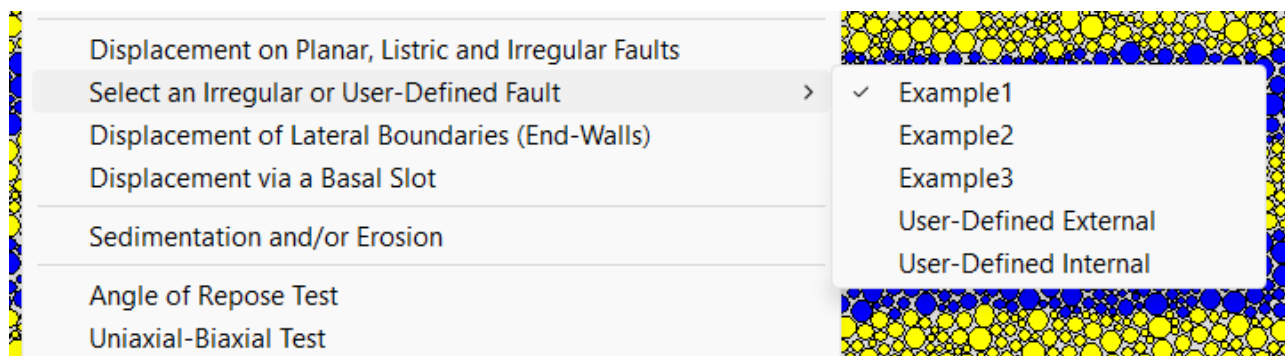 Displacement on Planar, Listric and Irregular Faults
Select an Irregular or User-Defined Fault
Displacement of Lateral Boundaries (End-Walls)
Displacement via a Basal Slot
Sedimentation and/or Erosion
Angle of Repose Test
Uniaxial-Biaxial Test
Example1
Example2
Example3
User-Defined External
User-Defined Internal